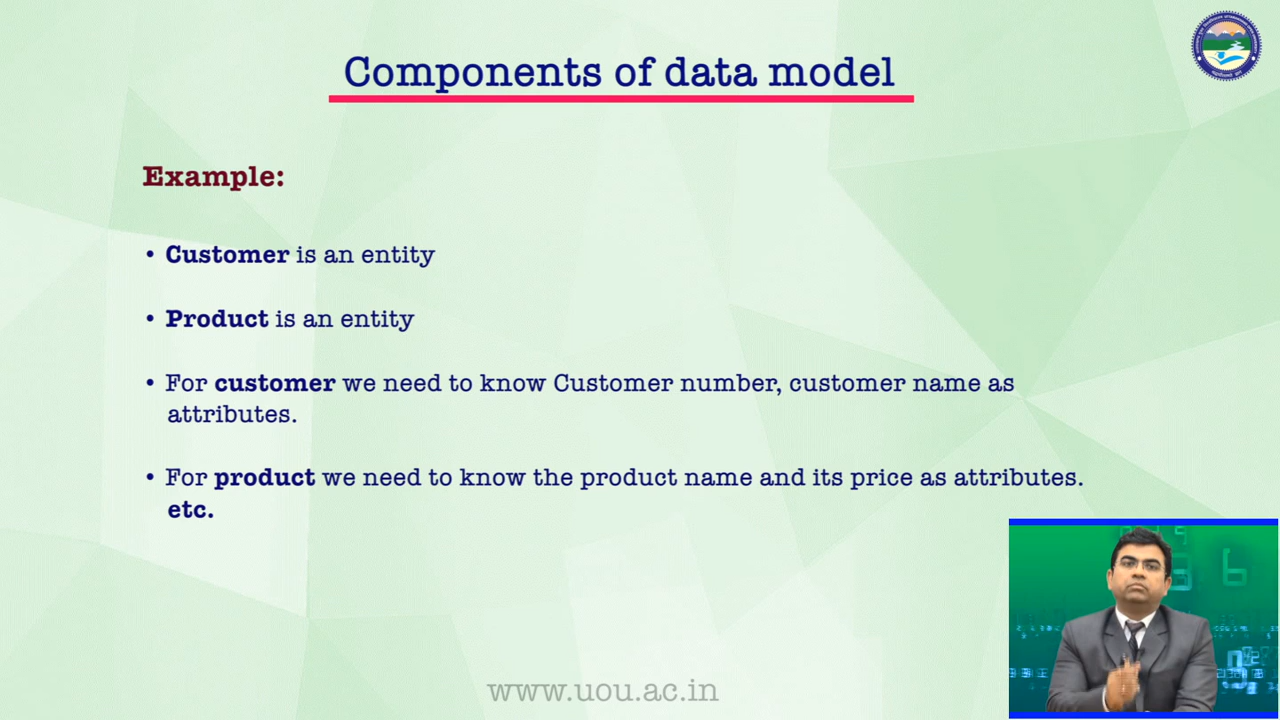 Components of data model
Example:
• Customer is an entity
• Product is an entity
• For customer we need to know Customer number, customer name as
attributes.
• For product we need to know the product name and its price as attributes.
etc.
www.uou.ac.in